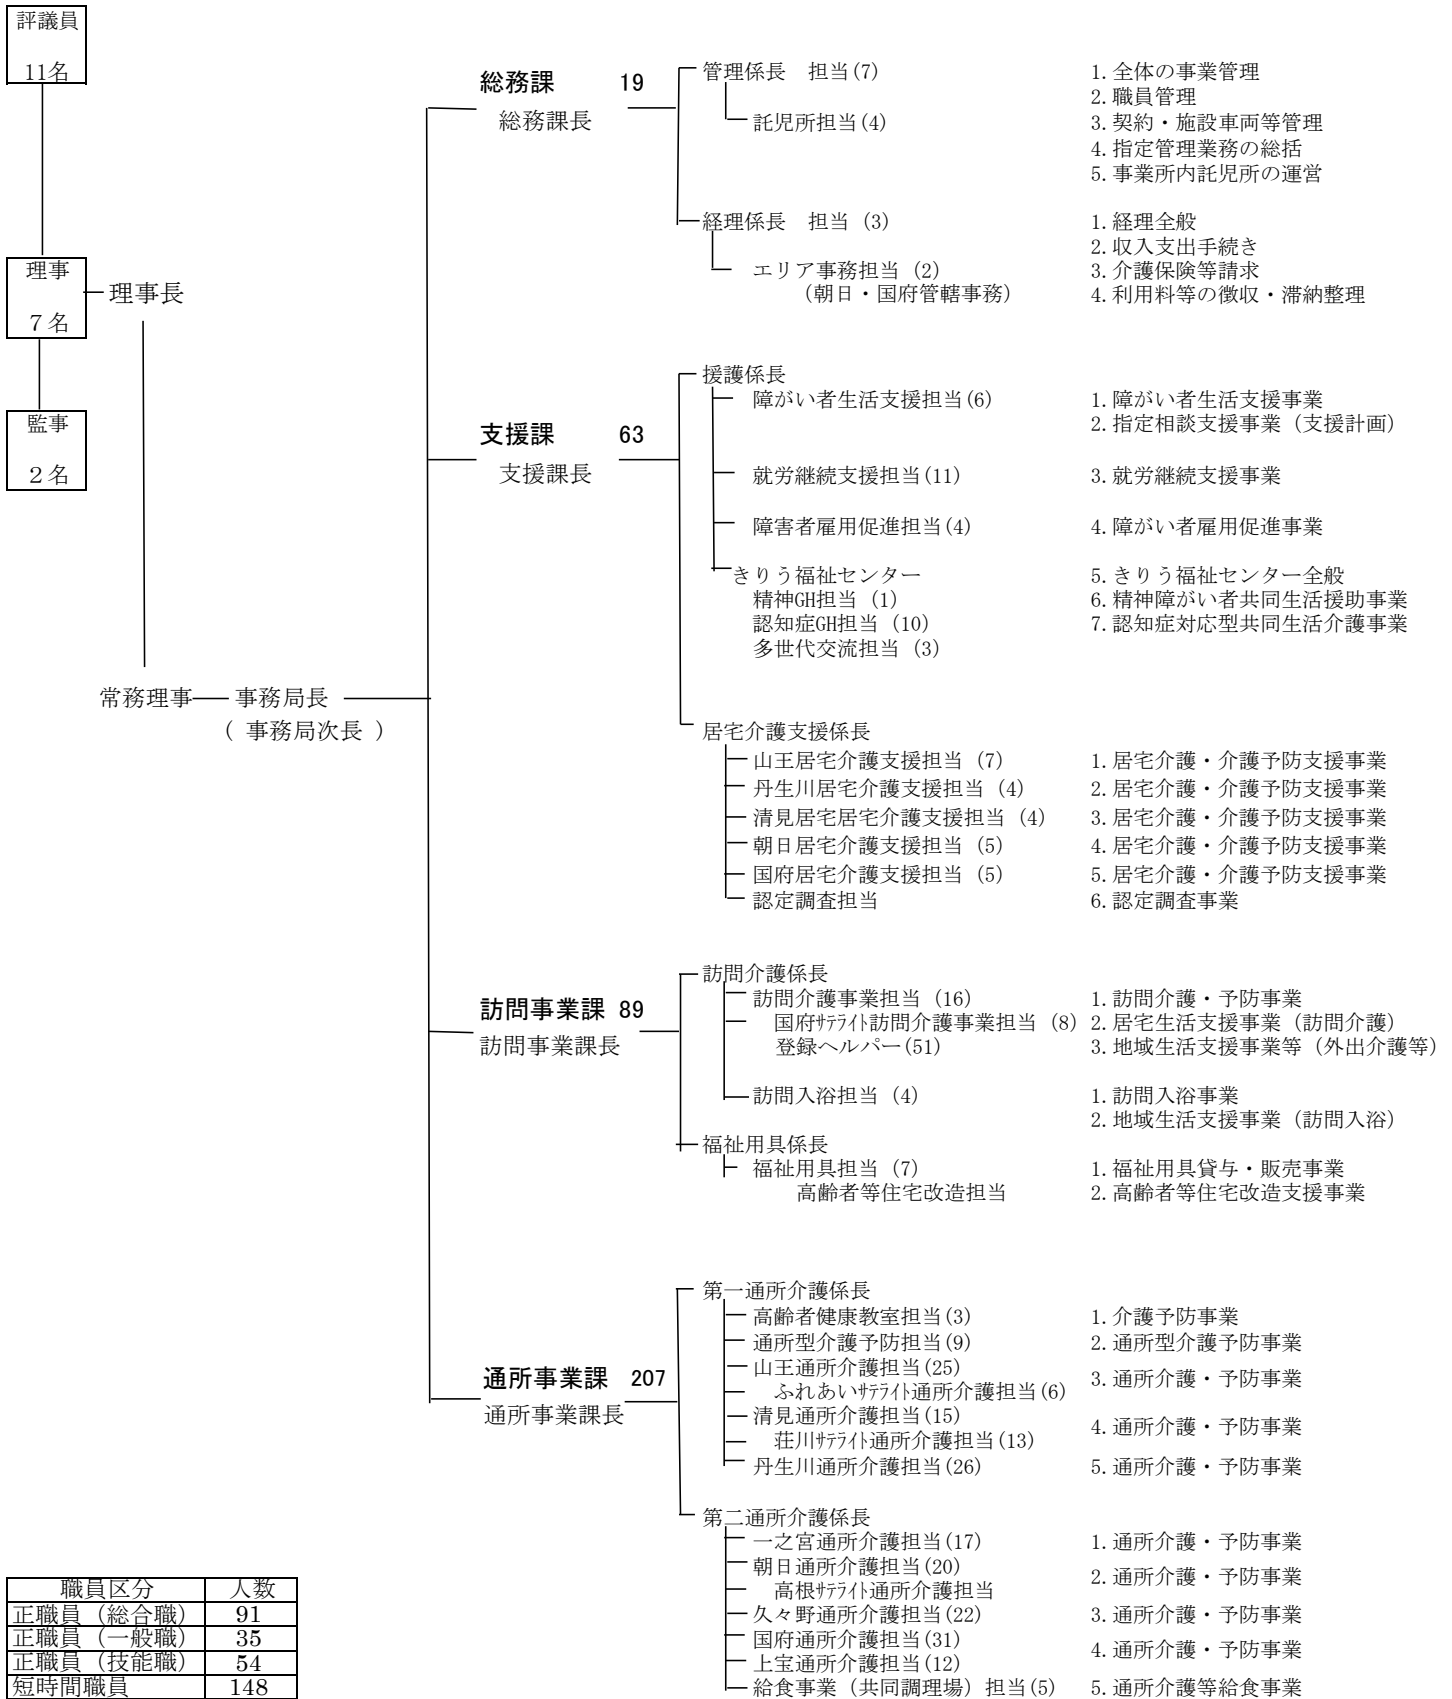 評議員
11名
理事
７名
理事長
監事
２名
常務理事
事務局長
( 事務局次長 )
総務課 19
総務課長
管理係長 担当(7)
託児所担当(4)
1.全体の事業管理
2.職員管理
3.契約・施設車両等管理
4.指定管理業務の総括
5.事業所内託児所の運営
経理係長 担当 (3)
エリア事務担当 (2)
(朝日・国府管轄事務)
1.経理全般
2.収入支出手続き
3.介護保険等請求
4.利用料等の徴収・滞納整理
支援課 63
支援課長
援護係長
障がい者生活支援担当(6)
1.障がい者生活支援事業
2.指定相談支援事業 (支援計画)
就労継続支援担当(11)
3.就労継続支援事業
障害者雇用促進担当(4)
4.障がい者雇用促進事業
きりう福祉センター
5.きりう福祉センター全般
精神GH担当 (1)
6.精神障がい者共同生活援助事業
認知症GH担当 (10)
7.認知症対応型共同生活介護事業
多世代交流担当 (3)
居宅介護支援係長
山王居宅介護支援担当 (7)
1.居宅介護・介護予防支援事業
丹生川居宅介護支援担当 (4)
2.居宅介護・介護予防支援事業
清見居宅居宅介護支援担当 (4)
3.居宅介護・介護予防支援事業
朝日居宅介護支援担当 (5)
4.居宅介護・介護予防支援事業
国府居宅介護支援担当 (5)
5.居宅介護・介護予防支援事業
認定調査担当
6.認定調査事業
訪問事業課 89
訪問事業課長
訪問介護係長
訪問介護事業担当 (16)
1.訪問介護・予防事業
国府ｻﾃﾗｲﾄ訪問介護事業担当 (8)
2.居宅生活支援事業 (訪問介護)
登録ヘルパー(51)
3.地域生活支援事業等 (外出介護等)
訪問入浴担当 (4)
1.訪問入浴事業
2.地域生活支援事業 (訪問入浴)
福祉用具係長
福祉用具担当 (7)
1.福祉用具貸与・販売事業
高齢者等住宅改造担当
2.高齢者等住宅改造支援事業
通所事業課 207
通所事業課長
第一通所介護係長
高齢者健康教室担当(3)
1.介護予防事業
通所型介護予防担当(9)
2.通所型介護予防事業
山王通所介護担当(25)
ふれあいｻﾃﾗｲﾄ通所介護担当(6)
3.通所介護・予防事業
清見通所介護担当(15)
荘川ｻﾃﾗｲﾄ通所介護担当(13)
4.通所介護・予防事業
丹生川通所介護担当(26)
5.通所介護・予防事業
第二通所介護係長
一之宮通所介護担当(17)
1.通所介護・予防事業
朝日通所介護担当(20)
高根ｻﾃﾗｲﾄ通所介護担当
2.通所介護・予防事業
久々野通所介護担当(22)
3.通所介護・予防事業
国府通所介護担当(31)
上宝通所介護担当(12)
4.通所介護・予防事業
給食事業 (共同調理場) 担当(5)
5.通所介護等給食事業
職員区分 人数
正職員 (総合職) 91
正職員 (一般職) 35
正職員 (技能職) 54
短時間職員 148